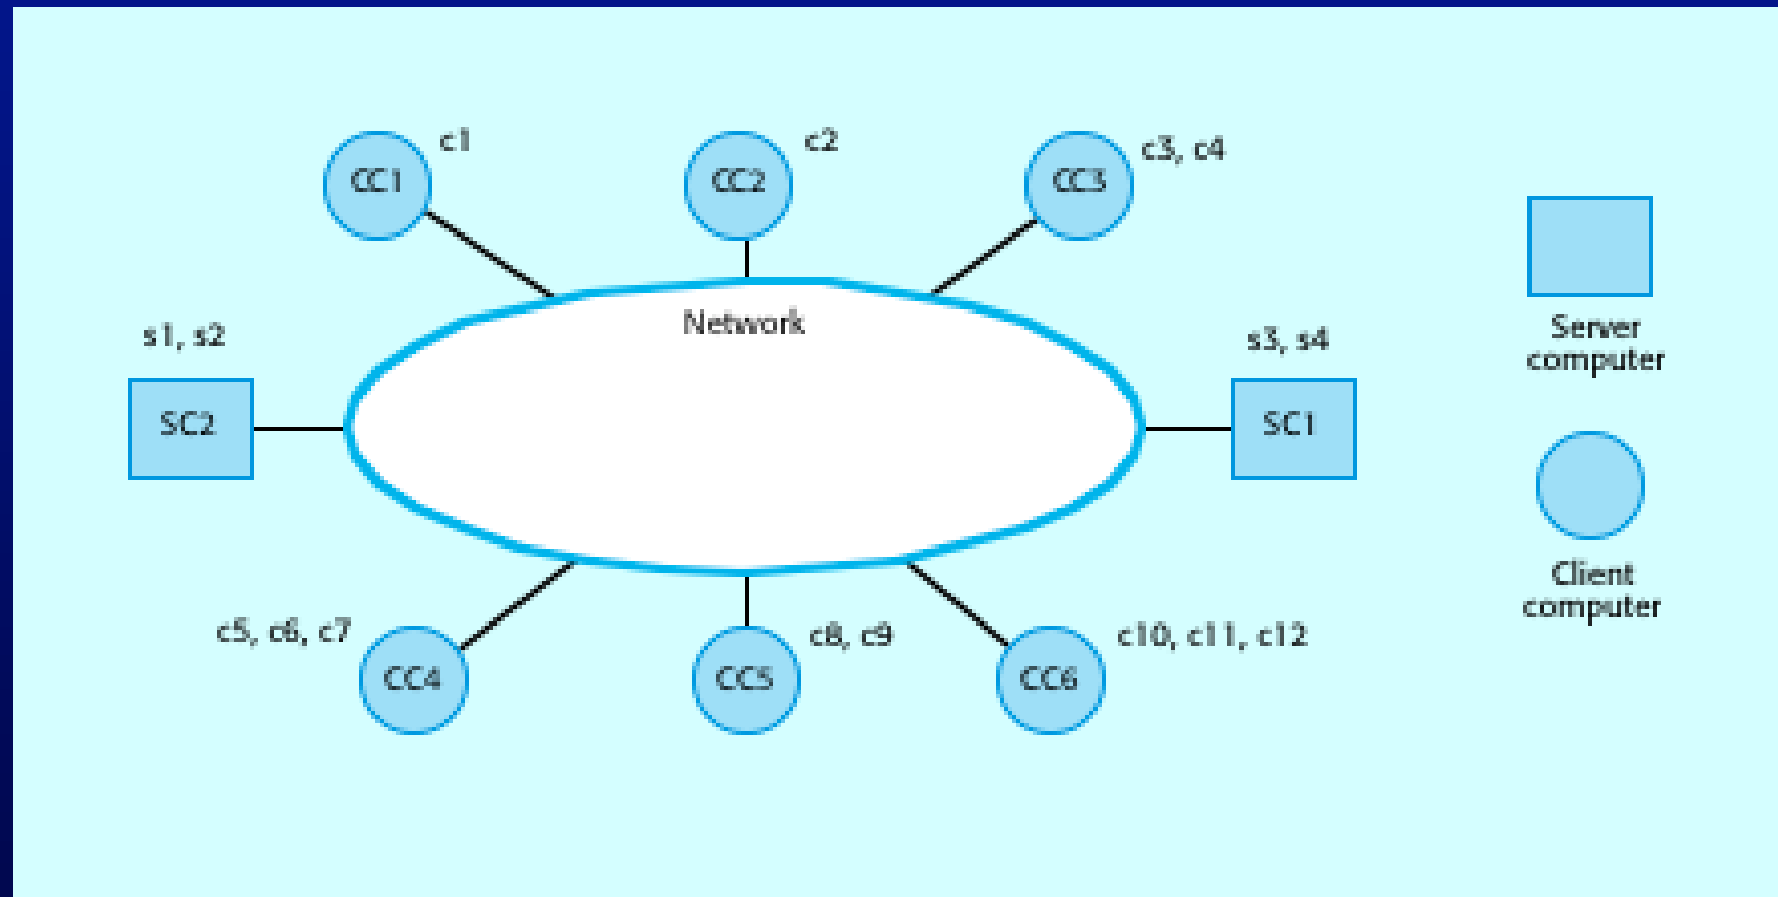 c1
CC1
c2
CC2
c3, c4
CC3
Network
s1, s2
SC2
s3, s4
SC1
Server
computer
Client
computer
c5, c6, c7
CC4
c8, c9
CC5
c10, c11, c12
CC6